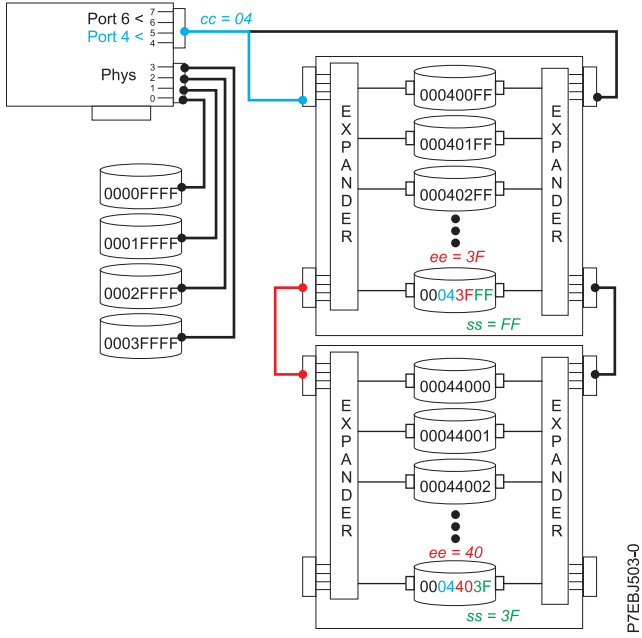 Port 6 <
Port 4 <
7
6
5
4
cc = 04
Phys
3
2
1
0
0000FFFF
0001FFFF
0002FFFF
0003FFFF
EXPANDER
000400FF
000401FF
000402FF
ee = 3F
00043FFF
ss = FF
EXPANDER
EXPANDER
00044000
00044001
00044002
ee = 40
0004403F
ss = 3F
EXPANDER
P7EBJ503-0